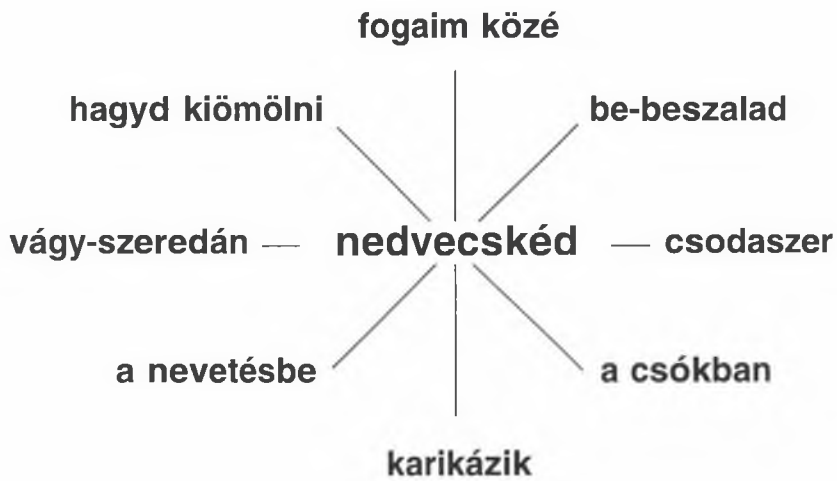 fogaim közé
hagyd kiömölni
be-beszalad
vágy-szeredán — nedvecskéd — csodaszer
a nevetésbe
a csókban
karikázik